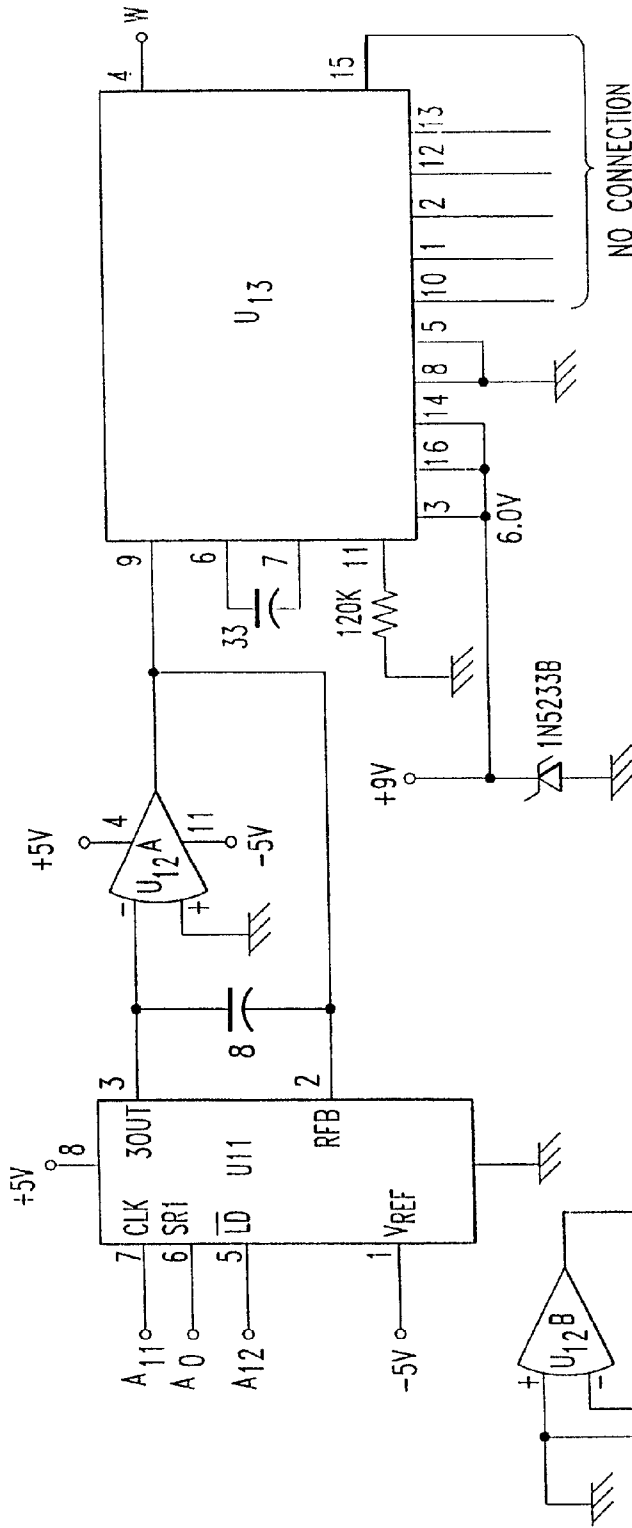 +5V
8
A11
7
CLK
3OUT
3
A0
6
SR1
U11
A12
5
LD
RFB
2
-5V
1
VREF
8
+5V
4
-
U12A
+
11
-5V
9
6
33
7
120K
11
U13
4
W
15
3
16
14
8
5
10
1
2
12
13
6.0V
+9V
1N5233B
NO CONNECTION
+
U12B
-